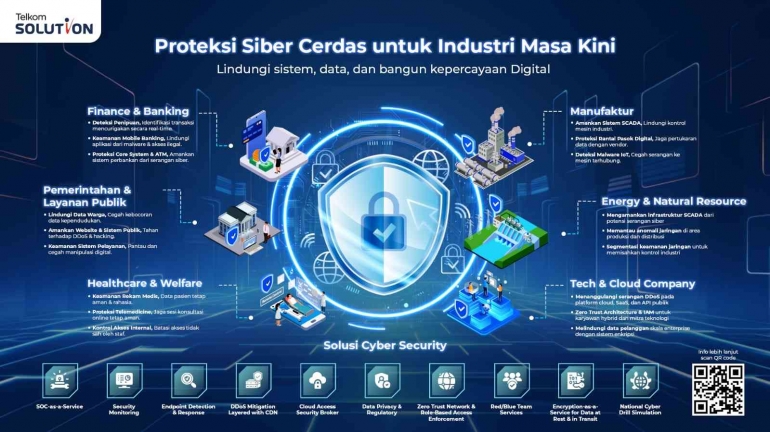 Telkom
SOLUTION
Proteksi Siber Cerdas untuk Industri Masa Kini
Lindungi sistem, data, dan bangun kepercayaan Digital
Finance & Banking
• Deteksi Penipuan, Identifikasi transaksi
mencurigakan secara real-time.
• Keamanan Mobile Banking, Lindungi
aplikasi dari malware & akses ilegal.
• Proteksi Core System & ATM, Amankan
sistem perbankan dari serangan siber.
Pemerintahan &
Layanan Publik
• Lindungi Data Warga, Cegah kebocoran
data kependudukan.
• Amankan Website & Sistem Publik, Tahan
terhadap DDoS & hacking.
• Keamanan Sistem Pelayanan, Pantau dan
cegah manipulasi digital.
Healthcare & Welfare
• Keamanan Rekam Medis, Data pasien tetap
aman & rahasia.
• Proteksi Telemedicine, Jaga sesi konsultasi
online tetap aman.
• Kontrol Akses Internal, Batasi akses tidak
sah oleh staf.
Manufaktur
• Amankan Sistem SCADA, Lindungi kontrol
mesin industri.
• Proteksi Rantai Pasok Digital, Jaga pertukaran
data dengan vendor.
• Deteksi Malware IoT, Cegah serangan ke
mesin terhubung.
Energy & Natural Resource
• Mengamankan infrastruktur SCADA dari
potensi serangan siber
• Memantau anomali jaringan di area
produksi dan distribusi
• Segmentasi keamanan jaringan untuk
memisahkan kontrol industri
Tech & Cloud Company
• Menanggulangi serangan DDoS pada
platform cloud, SaaS, dan API publik
• Zero Trust Architecture & IAM untuk
karyawan hybrid dan mitra teknologi
• Melindungi data pelanggan skala enterprise
dengan sistem enkripsi
Solusi Cyber Security
SOC-as-a-Service
Security
Monitoring
Endpoint Detection
& Response
DDoS Mitigation
Layered with CDN
Cloud Access
Security Broker
Data Privacy &
Regulatory
Zero Trust Network &
Role-Based Access
Enforcement
Red/Blue Team
Services
Encryption-as-a-
Service for Data at
Rest & in Transit
National Cyber
Drill Simulation
Info lebih lanjut
scan QR code